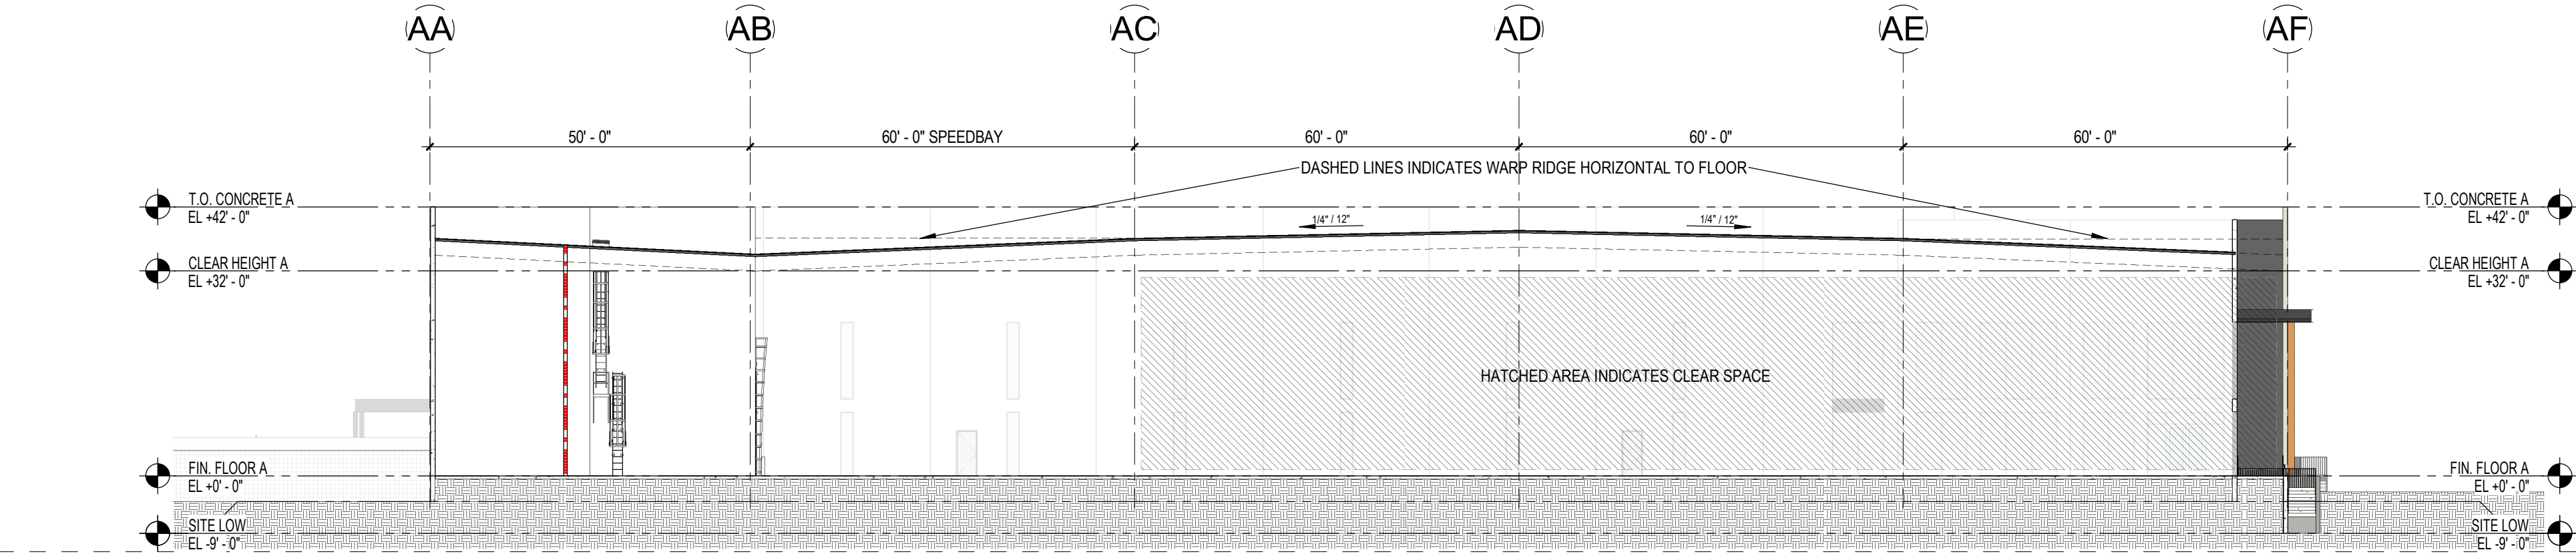 AA AB AC AD AE AF
50' - 0" 60' - 0" SPEEDBAY 60' - 0" 60' - 0" 60' - 0"
DASHED LINES INDICATES WARP RIDGE HORIZONTAL TO FLOOR
T.O. CONCRETE A
EL +42' - 0"
T.O. CONCRETE A
EL +42' - 0"
1/4" / 12" 1/4" / 12"
CLEAR HEIGHT A
EL +32' - 0"
CLEAR HEIGHT A
EL +32' - 0"
HATCHED AREA INDICATES CLEAR SPACE
FIN. FLOOR A
EL +0' - 0"
FIN. FLOOR A
EL +0' - 0"
SITE LOW
EL -9' - 0"
SITE LOW
EL -9' - 0"